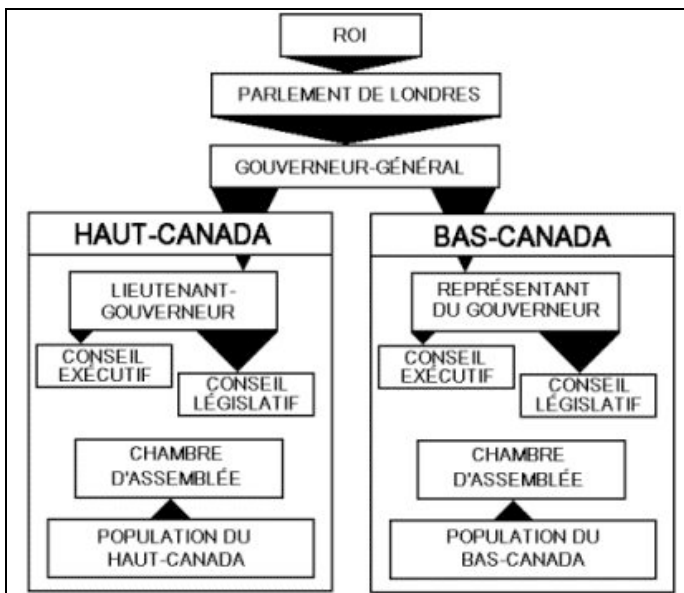 ROI
PARLEMENT DE LONDRES
GOUVERNEUR-GÉNÉRAL
HAUT-CANADA
LIEUTENANT-
GOUVERNEUR
CONSEIL
EXÉCUTIF
CONSEIL
LÉGISLATIF
CHAMBRE
D'ASSEMBLÉE
POPULATION DU
HAUT-CANADA
BAS-CANADA
REPRÉSENTANT
DU GOUVERNEUR
CONSEIL
EXÉCUTIF
CONSEIL
LÉGISLATIF
CHAMBRE
D'ASSEMBLÉE
POPULATION DU
BAS-CANADA